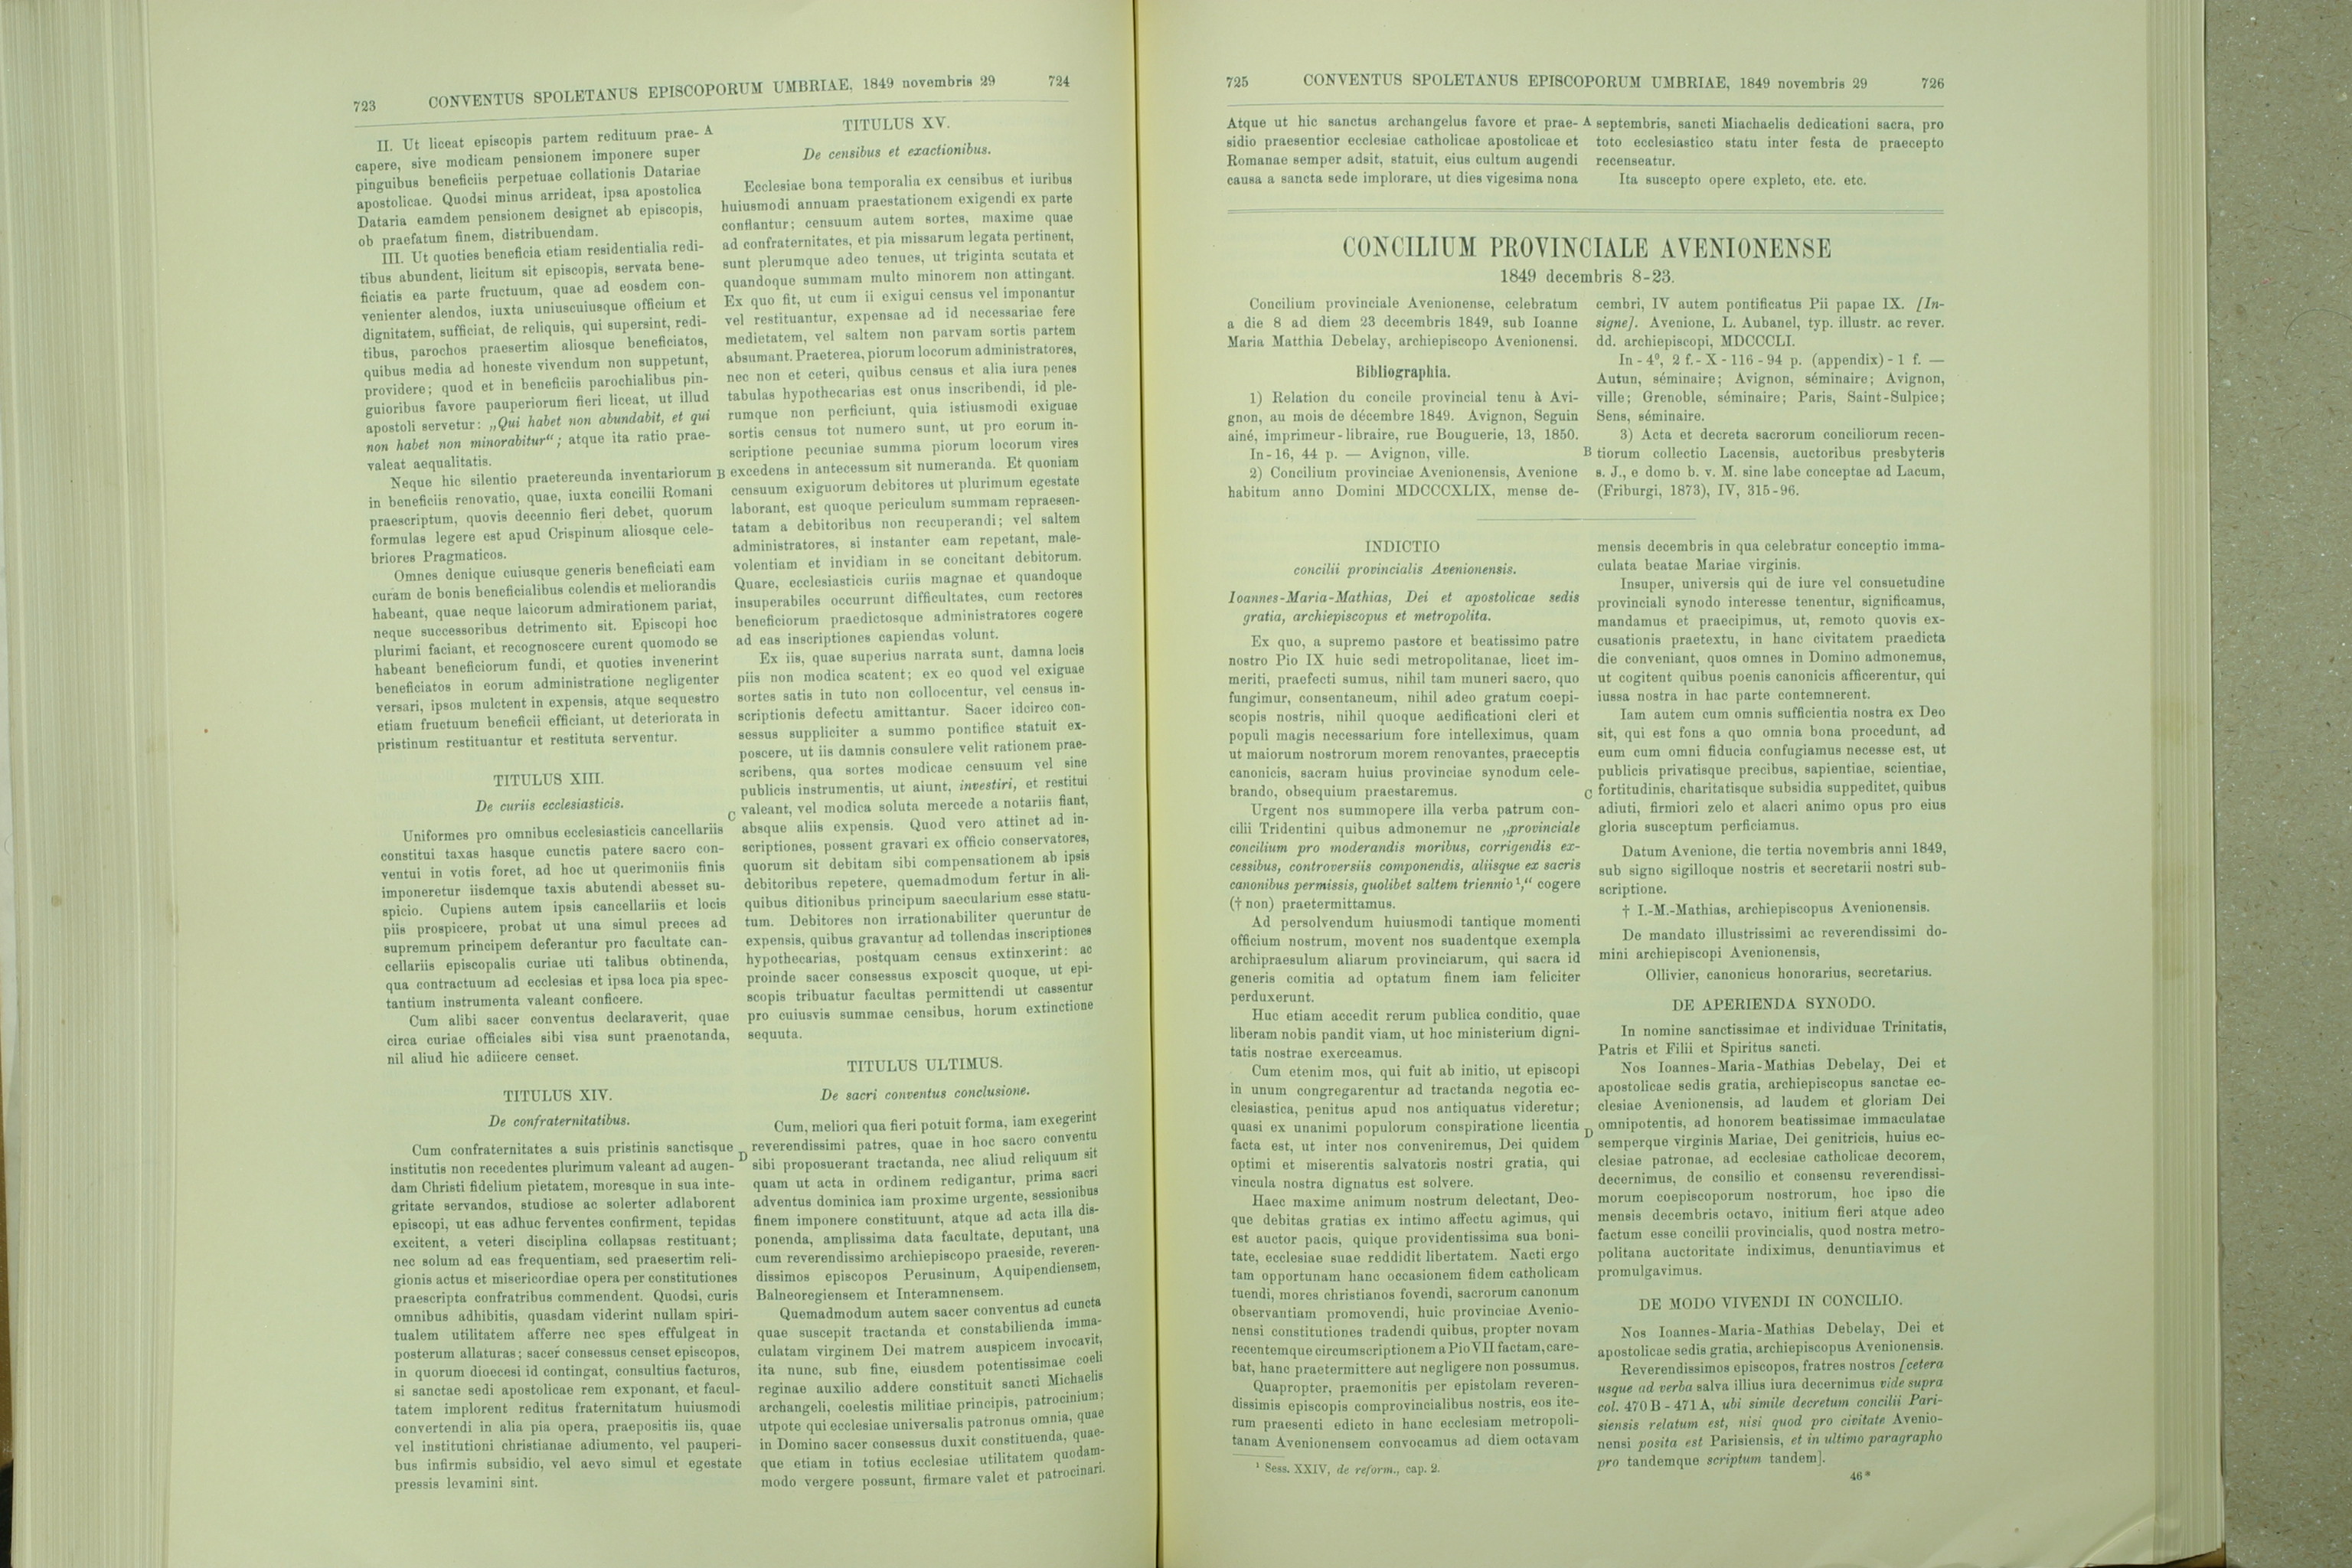 723 CONVENTUS SPOLETANUS EPISCOPORUM UMBRIAE, 1849 novembris 29 724
II. Ut liceat episcopis partem redituum prae-
capere, sive modicam pensionem imponere super
pinguibus beneficiis perpetuae collationis Datariae
apostolicae. Quodsi minus arrideat, ipsa apostolica
Dataria eamdem pensionem designet ab episcopis,
ob praefatum finem, distribuendam.
III. Ut quoties beneficia etiam residentialia redi-
tibus abundent, licitum sit episcopis, servata bene-
ficiatis ea parte fructuum, quae ad eosdem con-
venienter alendos, iuxta uniuscuiusque officium et
dignitatem, sufficiat, de reliquis, qui supersint, redi-
tibus, parochos praesertim aliosque beneficiatos,
quibus media ad honeste vivendum non suppetunt,
providere; quod et in beneficiis parochialibus pin-
guioribus favore pauperiorum fieri liceat, ut illud
apostoli servetur: „Qui habet non abundabit, et qui
non habet non minorabitur“; atque ita ratio prae-
valeat aequalitatis.
Neque hic silentio praetereunda inventariorum
in beneficiis renovatio, quae, iuxta concilii Romani
praescriptum, quovis decennio fieri debet, quorum
formulas legere est apud Crispinum aliosque cele-
briores Pragmaticos.
Omnes denique cuiusque generis beneficiati eam
curam de bonis beneficialibus colendis et meliorandis
habeant, quae neque laicorum admirationem pariat,
neque successoribus detrimento sit. Episcopi hoc
plurimi faciant, et recognoscere curent quomodo se
habeant beneficiorum fundi, et quoties invenerint
beneficiatos in eorum administratione negligenter
versari, ipsos mulctent in expensis, atque sequestro
etiam fructuum beneficii efficiant, ut deteriorata in
pristinum restituantur et restituta serventur.
TITULUS XIII.
De curiis ecclesiasticis.
Uniformes pro omnibus ecclesiasticis cancellariis
constitui taxas hasque cunctis patere sacro con-
ventui in votis foret, ad hoc ut querimoniis finis
imponeretur iisdemque taxis abutendi abesset su-
spicio. Cupiens autem ipsis cancellariis et locis
piis prospicere, probat ut una simul preces ad
supremum principem deferantur pro facultate can-
cellariis episcopalis curiae uti talibus obtinenda,
qua contractuum ad ecclesias et ipsa loca pia spec-
tantium instrumenta valeant conficere.
Cum alibi sacer conventus declaraverit, quae
circa curiae officiales sibi visa sunt praenotanda,
nil aliud hic adiicere censet.
TITULUS XIV.
De confraternitatibus.
Cum confraternitates a suis pristinis sanctisque
institutis non recedentes plurimum valeant ad augen-
dam Christi fidelium pietatem, moresque in sua inte-
gritate servandos, studiose ac solerter adlaborent
episcopi, ut eas adhuc ferventes confirment, tepidas
excitent, a veteri disciplina collapsas restituant;
nec solum ad eas frequentiam, sed praesertim reli-
gionis actus et misericordiae opera per constitutiones
praescripta confratribus commendent. Quodsi, curis
omnibus adhibitis, quasdam viderint nullam spiri-
tualem utilitatem afferre nec spes effulgeat in
posterum allaturas; sacer consessus censet episcopos,
in quorum dioecesi id contingat, consultius facturos,
si sanctae sedi apostolicae rem exponant, et facul-
tatem implorent reditus fraternitatum huiusmodi
convertendi in alia pia opera, praepositis iis, quae
vel institutioni christianae adiumento, vel pauperi-
bus infirmis subsidio, vel aevo simul et egestate
pressis levamini sint.
A
B
C
D
TITULUS XV.
De censibus et exactionibus.
Ecclesiae bona temporalia ex censibus et iuribus
huiusmodi annuam praestationem exigendi ex parte
conflantur; censuum autem sortes, maxime quae
ad confraternitates, et pia missarum legata pertinent,
sunt plerumque adeo tenues, ut triginta scutata et
quandoque summam multo minorem non attingant.
Ex quo fit, ut cum ii exigui census vel imponantur
vel restituantur, expensae ad id necessariae fere
medietatem, vel saltem non parvam sortis partem
absumant. Praeterea, piorum locorum administratores,
nec non et ceteri, quibus census et alia iura penes
tabulas hypothecarias est onus inscribendi, id ple-
rumque non perficiunt, quia istiusmodi exiguae
sortis census tot numero sunt, ut pro eorum in-
scriptione pecuniae summa piorum locorum vires
excedens in antecessum sit numeranda. Et quoniam
censuum exiguorum debitores ut plurimum egestate
laborant, est quoque periculum summam repraesen-
tatam a debitoribus non recuperandi; vel saltem
administratores, si instanter eam repetant, male-
volentiam et invidiam in se concitant debitorum.
Quare, ecclesiasticis curiis magnae et quandoque
insuperabiles occurrunt difficultates, cum rectores
beneficiorum praedictosque administratores cogere
ad eas inscriptiones capiendas volunt.
Ex iis, quae superius narrata sunt, damna locis
piis non modica scatent; ex eo quod vel exiguae
sortes satis in tuto non collocentur, vel census in-
scriptionis defectu amittantur. Sacer idcirco con-
sessus suppliciter a summo pontifice statuit ex-
poscere, ut iis damnis consulere velit rationem prae-
scribens, qua sortes modicae censuum vel sine
publicis instrumentis, ut aiunt, investiri, et restitui
valeant, vel modica soluta mercede a notariis fiant,
absque aliis expensis. Quod vero attinet ad in-
scriptiones, possent gravari ex officio conservatores,
quorum sit debitam sibi compensationem ab ipsis
debitoribus repetere, quemadmodum fertur in ali-
quibus ditionibus principum saecularium esse statu-
tum. Debitores non irrationabiliter queruntur de
expensis, quibus gravantur ad tollendas inscriptiones
hypothecarias, postquam census extinxerint: ac
proinde sacer consessus exposcit quoque, ut epi-
scopis tribuatur facultas permittendi ut cassentur
pro cuiusvis summae censibus, horum extinctione
sequuta.
TITULUS ULTIMUS.
De sacri conventus conclusione.
Cum, meliori qua fieri potuit forma, iam exegerint
reverendissimi patres, quae in hoc sacro conventu
sibi proposuerant tractanda, nec aliud reliquum sit
quam ut acta in ordinem redigantur, prima sacri
adventus dominica iam proxime urgente, sessionibus
finem imponere constituunt, atque ad acta illa dis-
ponenda, amplissima data facultate, deputant, una
cum reverendissimo archiepiscopo praeside, reveren-
dissimos episcopos Perusinum, Aquipendiensem,
Balneoregiensem et Interamnensem.
Quemadmodum autem sacer conventus ad cuncta
quae suscepit tractanda et constabilienda imma-
culatam virginem Dei matrem auspicem invocavit,
ita nunc, sub fine, eiusdem potentissimae coeli
reginae auxilio addere constituit sancti Michaelis
archangeli, coelestis militiae principis, patrocinium;
utpote qui ecclesiae universalis patronus omnia, quae
in Domino sacer consessus duxit constituenda, quae-
que etiam in totius ecclesiae utilitatem quodam-
modo vergere possunt, firmare valet et patrocinari.
725 CONVENTUS SPOLETANUS EPISCOPORUM UMBRIAE, 1849 novembris 29 726
Atque ut hic sanctus archangelus favore et prae-
sidio praesentior ecclesiae catholicae apostolicae et
Romanae semper adsit, statuit, eius cultum augendi
causa a sancta sede implorare, ut dies vigesima nona
A
septembris, sancti Miachaelis dedicationi sacra, pro
toto ecclesiastico statu inter festa de praecepto
recenseatur.
Ita suscepto opere expleto, etc. etc.
CONCILIUM PROVINCIALE AVENIONENSE
1849 decembris 8-23.
Concilium provinciale Avenionense, celebratum
a die 8 ad diem 23 decembris 1849, sub Ioanne
Maria Matthia Debelay, archiepiscopo Avenionensi.
Bibliographia.
1) Relation du concile provincial tenu à Avi-
gnon, au mois de décembre 1849. Avignon, Seguin
ainé, imprimeur-libraire, rue Bouguerie, 13, 1850.
In-16, 44 p. — Avignon, ville.
2) Concilium provinciae Avenionensis, Avenione
habitum anno Domini MDCCCXLIX, mense de-
B
cembri, IV autem pontificatus Pii papae IX. [In-
signe]. Avenione, L. Aubanel, typ. illustr. ac rever.
dd. archiepiscopi, MDCCCLI.
In-4⁰, 2 f.-X-116-94 p. (appendix)-1 f. —
Autun, séminaire; Avignon, séminaire; Avignon,
ville; Grenoble, séminaire; Paris, Saint-Sulpice;
Sens, séminaire.
3) Acta et decreta sacrorum conciliorum recen-
tiorum collectio Lacensis, auctoribus presbyteris
s. J., e domo b. v. M. sine labe conceptae ad Lacum,
(Friburgi, 1873), IV, 315-96.
INDICTIO
concilii provincialis Avenionensis.
Ioannes-Maria-Mathias, Dei et apostolicae sedis
gratia, archiepiscopus et metropolita.
Ex quo, a supremo pastore et beatissimo patre
nostro Pio IX huic sedi metropolitanae, licet im-
meriti, praefecti sumus, nihil tam muneri sacro, quo
fungimur, consentaneum, nihil adeo gratum coepi-
scopis nostris, nihil quoque aedificationi cleri et
populi magis necessarium fore intelleximus, quam
ut maiorum nostrorum morem renovantes, praeceptis
canonicis, sacram huius provinciae synodum cele-
brando, obsequium praestaremus.
Urgent nos summopere illa verba patrum con-
cilii Tridentini quibus admonemur ne „provinciale
concilium pro moderandis moribus, corrigendis ex-
cessibus, controversiis componendis, aliisque ex sacris
canonibus permissis, quolibet saltem triennio¹,“ cogere
(† non) praetermittamus.
Ad persolvendum huiusmodi tantique momenti
officium nostrum, movent nos suadentque exempla
archipraesulum aliarum provinciarum, qui sacra id
generis comitia ad optatum finem iam feliciter
perduxerunt.
Huc etiam accedit rerum publica conditio, quae
liberam nobis pandit viam, ut hoc ministerium digni-
tatis nostrae exerceamus.
Cum etenim mos, qui fuit ab initio, ut episcopi
in unum congregarentur ad tractanda negotia ec-
clesiastica, penitus apud nos antiquatus videretur;
quasi ex unanimi populorum conspiratione licentia
facta est, ut inter nos conveniremus, Dei quidem
optimi et miserentis salvatoris nostri gratia, qui
vincula nostra dignatus est solvere.
Haec maxime animum nostrum delectant, Deo-
que debitas gratias ex intimo affectu agimus, qui
est auctor pacis, quique providentissima sua boni-
tate, ecclesiae suae reddidit libertatem. Nacti ergo
tam opportunam hanc occasionem fidem catholicam
tuendi, mores christianos fovendi, sacrorum canonum
observantiam promovendi, huic provinciae Avenio-
nensi constitutiones tradendi quibus, propter novam
recentemque circumscriptionem a Pio VII factam, care-
bat, hanc praetermittere aut negligere non possumus.
Quapropter, praemonitis per epistolam reveren-
dissimis episcopis comprovincialibus nostris, eos ite-
rum praesenti edicto in hanc ecclesiam metropoli-
tanam Avenionensem convocamus ad diem octavam
¹ Sess. XXIV, de reform., cap. 2.
C
D
mensis decembris in qua celebratur conceptio imma-
culata beatae Mariae virginis.
Insuper, universis qui de iure vel consuetudine
provinciali synodo interesse tenentur, significamus,
mandamus et praecipimus, ut, remoto quovis ex-
cusationis praetextu, in hanc civitatem praedicta
die conveniant, quos omnes in Domino admonemus,
ut cogitent quibus poenis canonicis afficerentur, qui
iussa nostra in hac parte contemnerent.
Iam autem cum omnis sufficientia nostra ex Deo
sit, qui est fons a quo omnia bona procedunt, ad
eum cum omni fiducia confugiamus necesse est, ut
publicis privatisque precibus, sapientiae, scientiae,
fortitudinis, charitatisque subsidia suppeditet, quibus
adiuti, firmiori zelo et alacri animo opus pro eius
gloria susceptum perficiamus.
Datum Avenione, die tertia novembris anni 1849,
sub signo sigilloque nostris et secretarii nostri sub-
scriptione.
† I.-M.-Mathias, archiepiscopus Avenionensis.
De mandato illustrissimi ac reverendissimi do-
mini archiepiscopi Avenionensis,
Ollivier, canonicus honorarius, secretarius.
DE APERIENDA SYNODO.
In nomine sanctissimae et individuae Trinitatis,
Patris et Filii et Spiritus sancti.
Nos Ioannes-Maria-Mathias Debelay, Dei et
apostolicae sedis gratia, archiepiscopus sanctae ec-
clesiae Avenionensis, ad laudem et gloriam Dei
omnipotentis, ad honorem beatissimae immaculatae
semperque virginis Mariae, Dei genitricis, huius ec-
clesiae patronae, ad ecclesiae catholicae decorem,
decernimus, de consilio et consensu reverendissi-
morum coepiscoporum nostrorum, hoc ipso die
mensis decembris octavo, initium fieri atque adeo
factum esse concilii provincialis, quod nostra metro-
politana auctoritate indiximus, denuntiavimus et
promulgavimus.
DE MODO VIVENDI IN CONCILIO.
Nos Ioannes-Maria-Mathias Debelay, Dei et
apostolicae sedis gratia, archiepiscopus Avenionensis.
Reverendissimos episcopos, fratres nostros [cetera
usque ad verba salva illius iura decernimus vide supra
col. 470 B - 471 A, ubi simile decretum concilii Pari-
siensis relatum est, nisi quod pro civitate Avenio-
nensi posita est Parisiensis, et in ultimo paragrapho
pro tandemque scriptum tandem].
46*